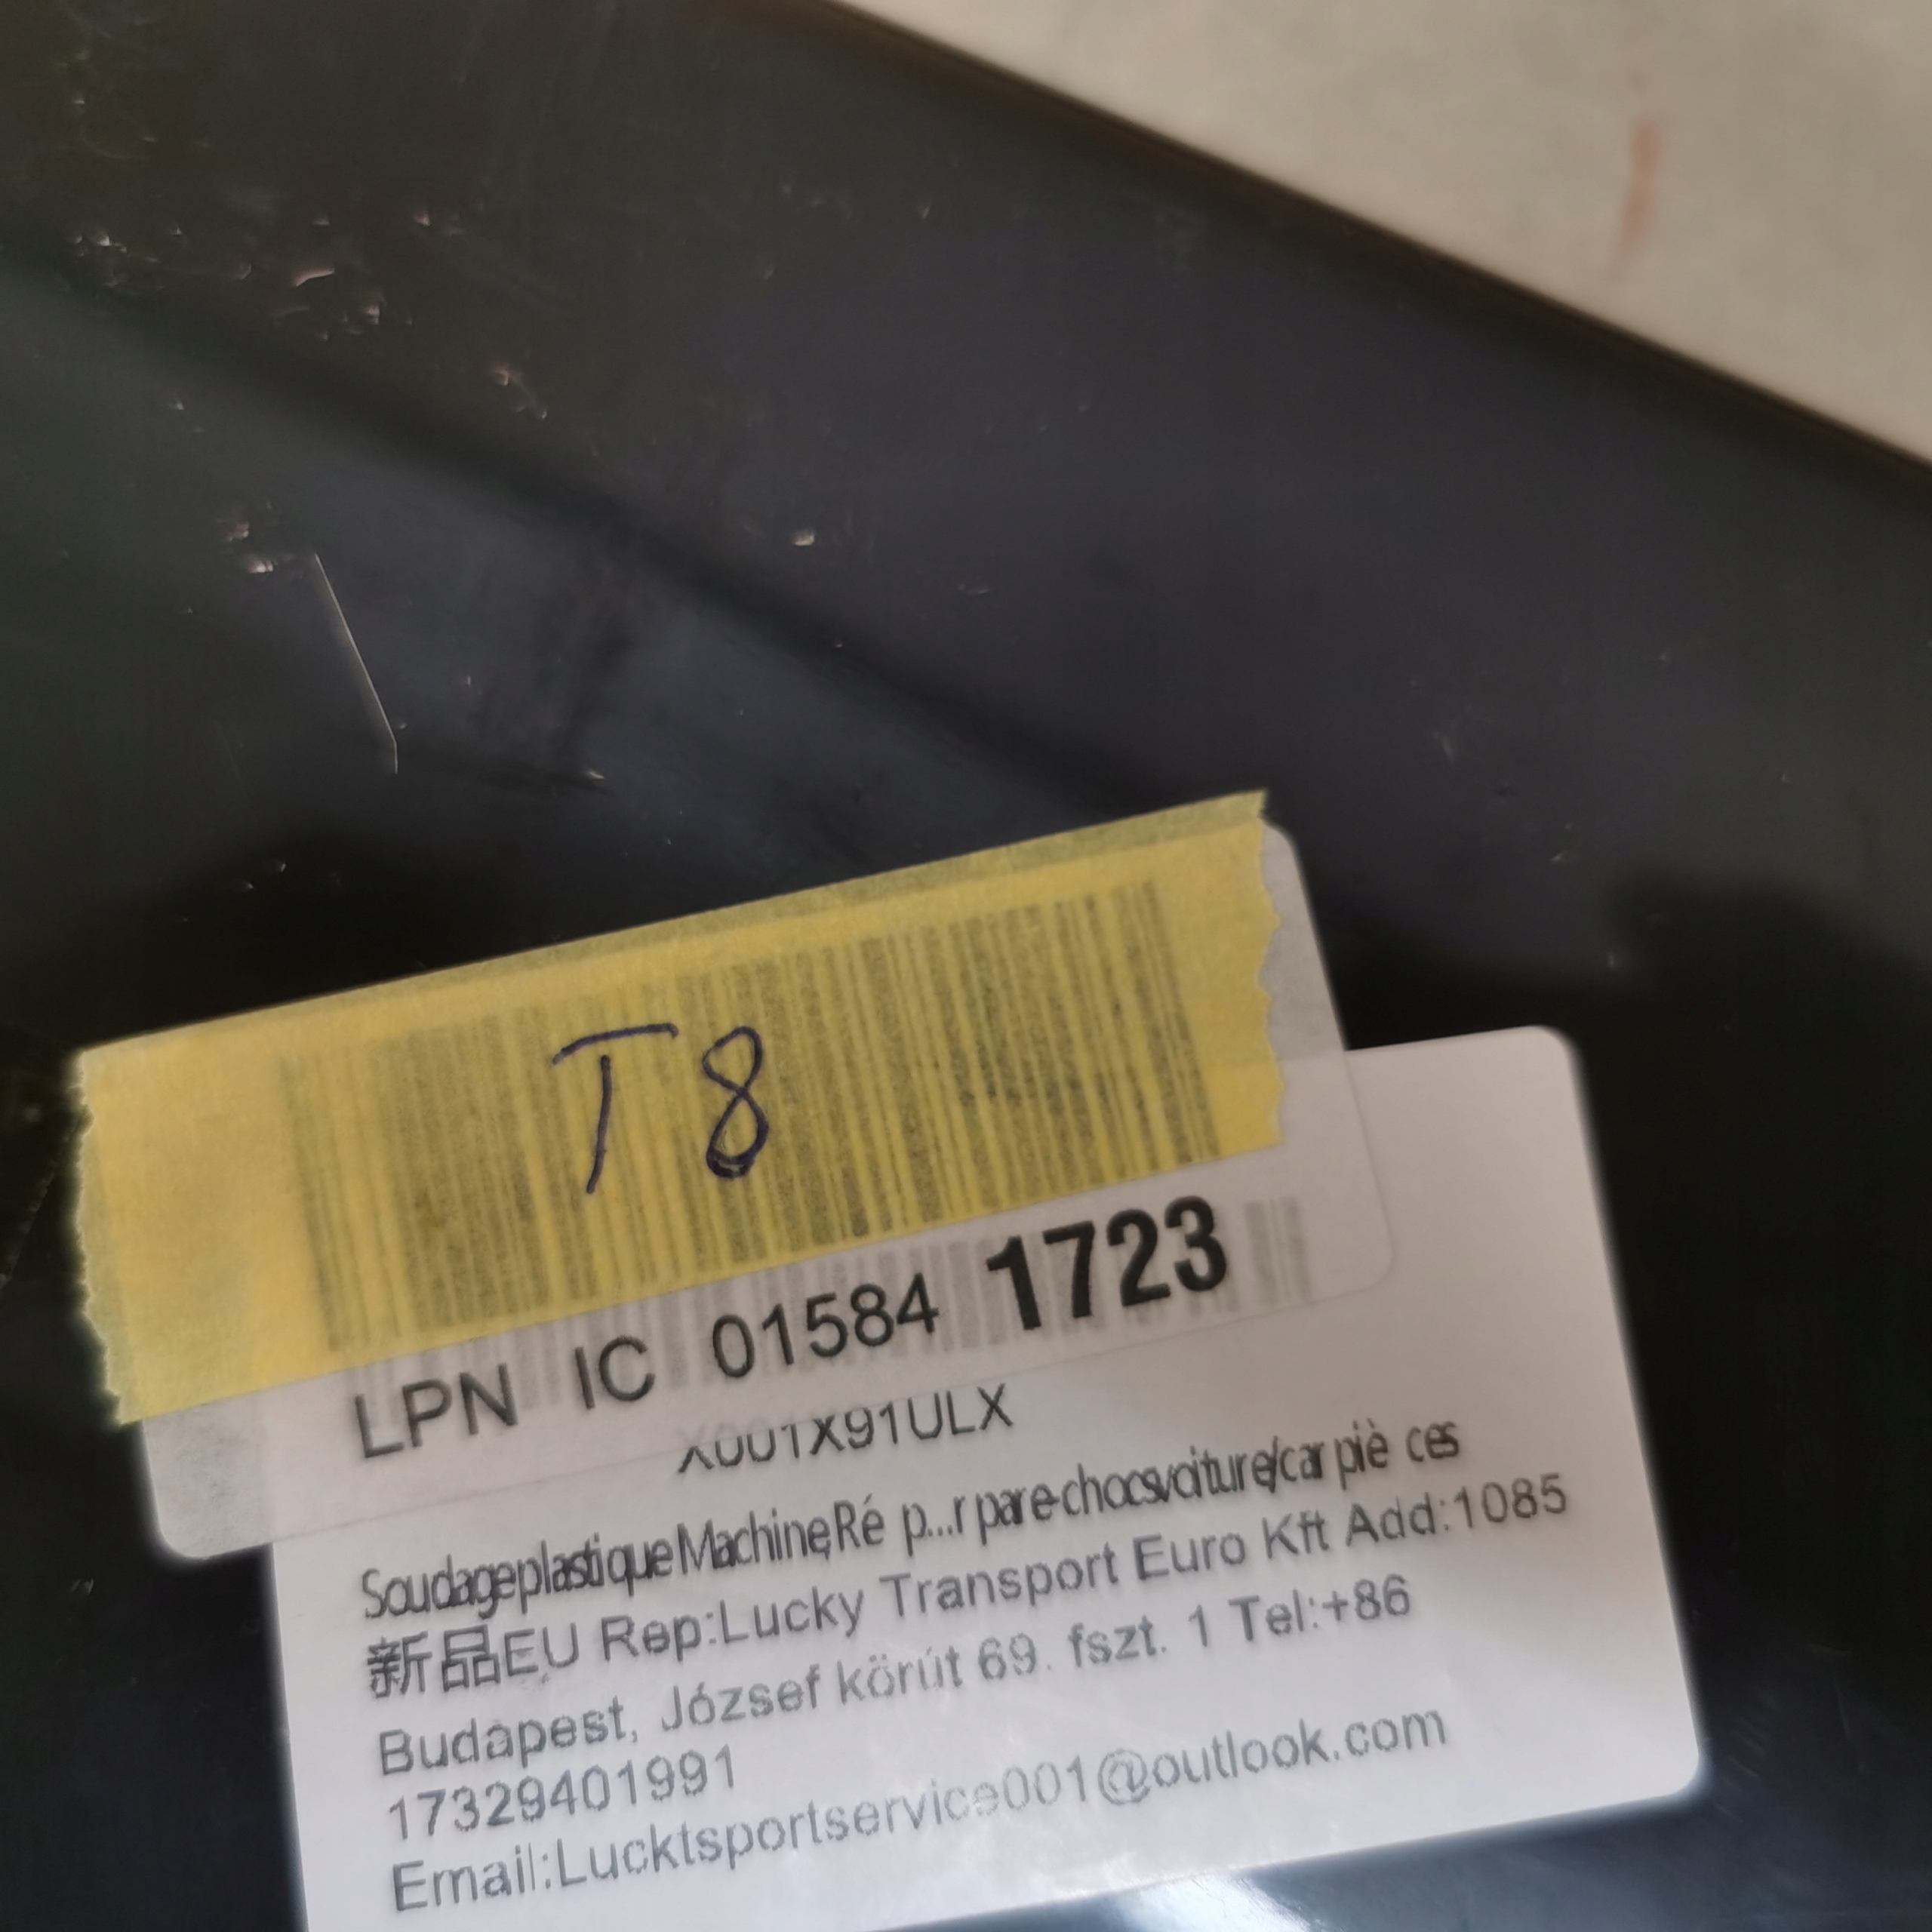 T8
LPN IC 01584 1723
X001X91ULX
Soudage plastique Machine,Ré p...r pare-chocs voiture/car piè ces
新品EU Rep:Lucky Transport Euro Kft Add:1085
Budapest, József körút 69. fszt. 1 Tel:+86
17329401991
Email:Lucktsportservice001@outlook.com